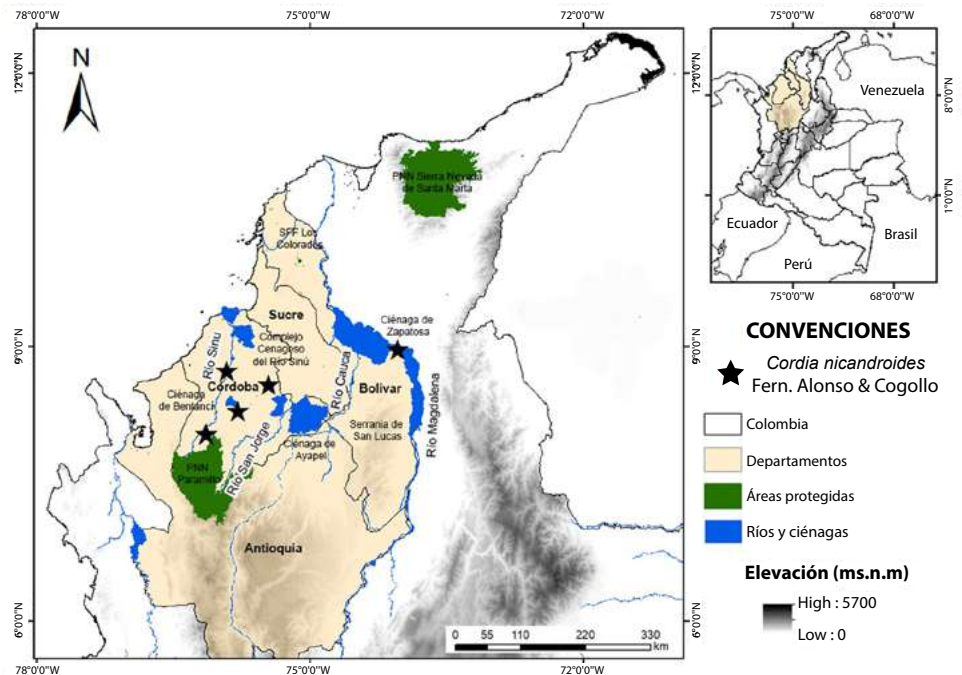 78°0'0"W
75°0'0"W
72°0'0"W
12°0'0"N
9°0'0"N
6°0'0"N
N
PNN Sierra Nevada
de Santa Marta
SFF Los
Colorados
Sucre
Complejo
Cenagoso
del Río Sinú
Río Sinu
Córdoba
Ciénaga
de Bentanci
Ciénaga de
Zapatosa
Río Cauca
Bolívar
Serrania de
San Lucas
Río Magdalena
Ciénaga de
Ayapel
Río San Jorge
PNN
Paramillo
Antioquia
0 55 110 220 330
km
12°0'0"N
9°0'0"N
6°0'0"N
78°0'0"W
75°0'0"W
72°0'0"W
75°0'0"W
68°0'0"W
Venezuela
8°0'0"N
1°0'0"N
Ecuador
Brasil
Perú
75°0'0"W
68°0'0"W
CONVENCIONES
Cordia nicandroides
Fern. Alonso & Cogollo
Colombia
Departamentos
Áreas protegidas
Ríos y ciénagas
Elevación (ms.n.m)
High : 5700
Low : 0